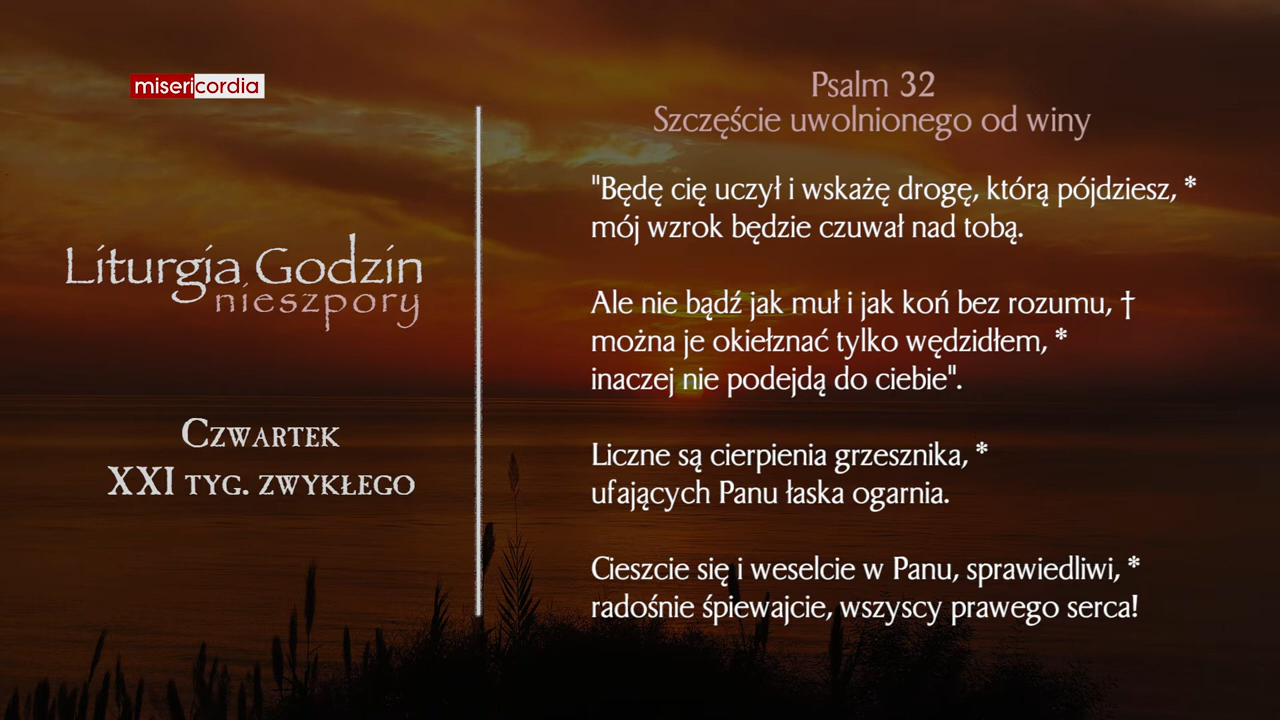 misericordia
Liturgia Godzin
nieszpory
Czwartek
XXI tyg. zwykłego
Psalm 32
Szczęście uwolnionego od winy
"Będę cię uczył i wskażę drogę, którą pójdziesz, *
mój wzrok będzie czuwał nad tobą.
Ale nie bądź jak muł i jak koń bez rozumu, †
można je okiełznać tylko wędzidłem, *
inaczej nie podejdą do ciebie".
Liczne są cierpienia grzesznika, *
ufających Panu łaska ogarnia.
Cieszcie się i weselcie w Panu, sprawiedliwi, *
radośnie śpiewajcie, wszyscy prawego serca!